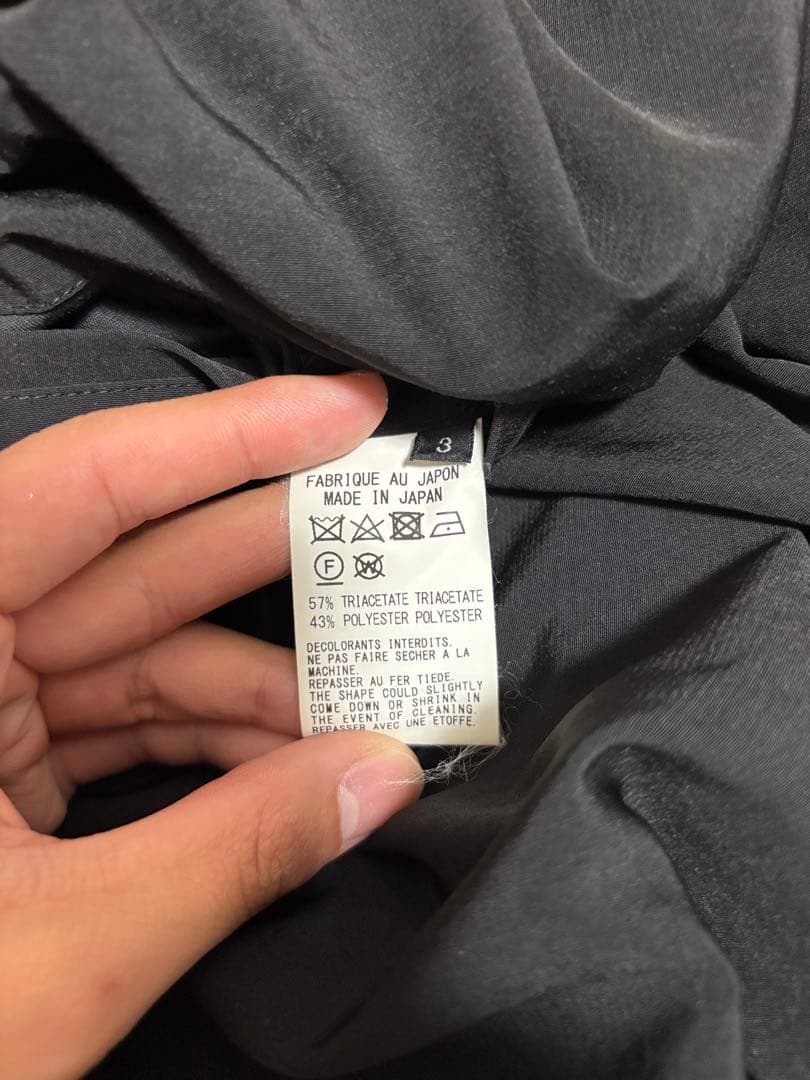 3
FABRIQUE AU JAPON
MADE IN JAPAN
F W
57% TRIACETATE TRIACETATE
43% POLYESTER POLYESTER
DECOLORANTS INTERDITS.
NE PAS FAIRE SECHER A LA
MACHINE.
REPASSER AU FER TIEDE.
THE SHAPE COULD SLIGHTLY
COME DOWN OR SHRINK IN
THE EVENT OF CLEANING.
REPASSER AVEC UNE ETOFFE.